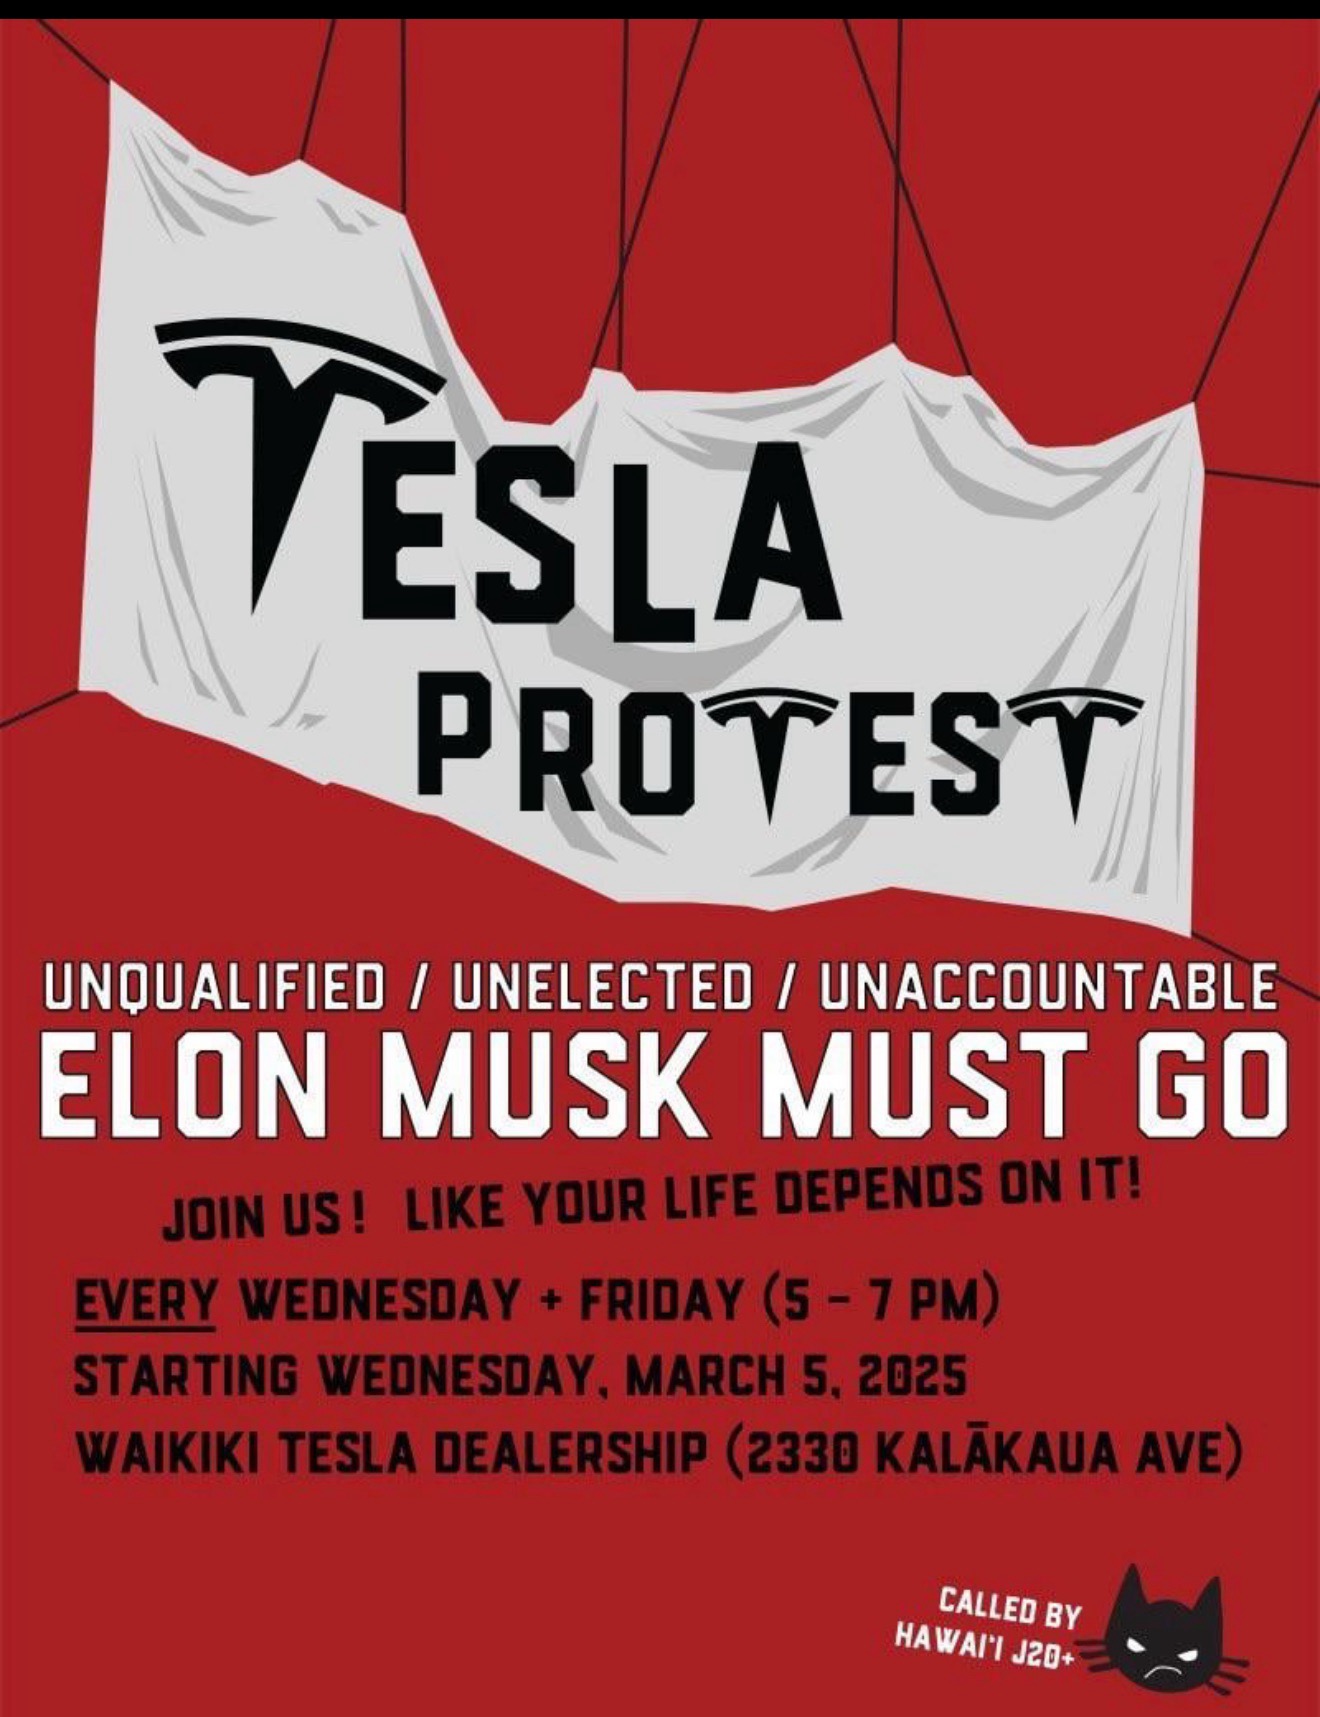 TESLA
PROTEST
UNQUALIFIED / UNELECTED / UNACCOUNTABLE
ELON MUSK MUST GO
JOIN US! LIKE YOUR LIFE DEPENDS ON IT!
EVERY WEDNESDAY + FRIDAY (5 – 7 PM)
STARTING WEDNESDAY, MARCH 5, 2025
WAIKIKI TESLA DEALERSHIP (2330 KALĀKAUA AVE)
CALLED BY
HAWAI'I J20+